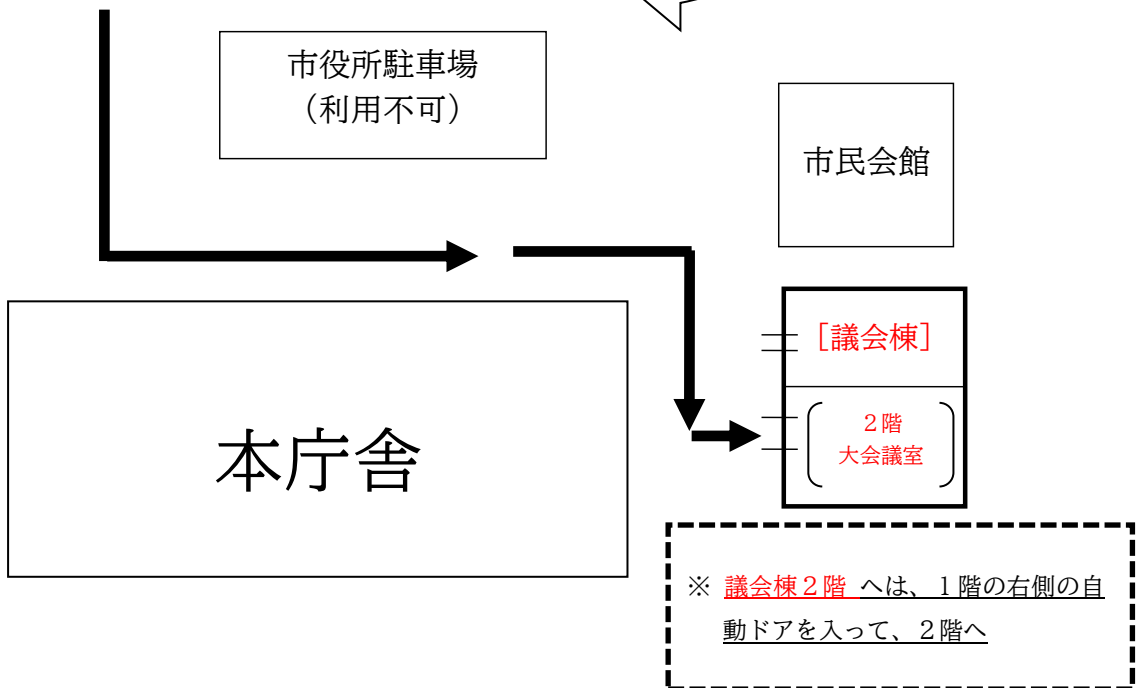 市役所駐車場
（利用不可）
市民会館
［議会棟］
２階
大会議室
本庁舎
※ 議会棟２階 へは、１階の右側の自
動ドアを入って、２階へ